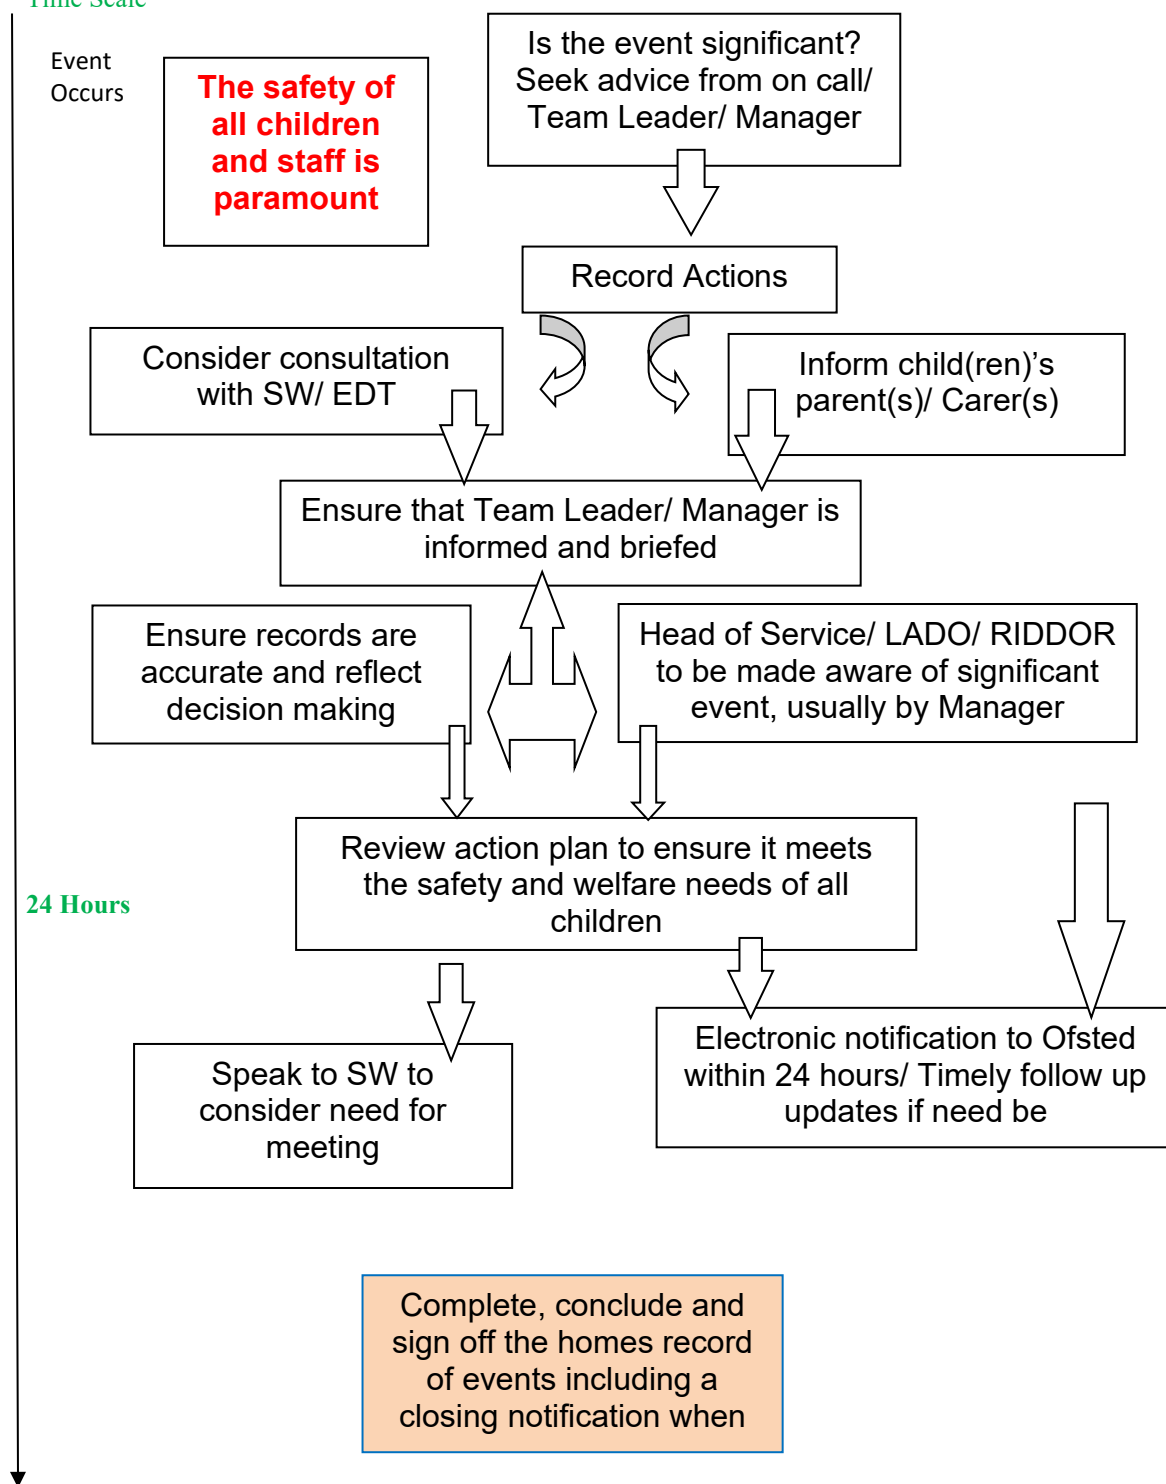 Time Scale
Event
Occurs
The safety of
all children
and staff is
paramount
Is the event significant?
Seek advice from on call/
Team Leader/ Manager
Record Actions
Consider consultation
with SW/ EDT
Inform child(ren)’s
parent(s)/ Carer(s)
Ensure that Team Leader/ Manager is
informed and briefed
Ensure records are
accurate and reflect
decision making
Head of Service/ LADO/ RIDDOR
to be made aware of significant
event, usually by Manager
Review action plan to ensure it meets
the safety and welfare needs of all
children
24 Hours
Speak to SW to
consider need for
meeting
Electronic notification to Ofsted
within 24 hours/ Timely follow up
updates if need be
Complete, conclude and
sign off the homes record
of events including a
closing notification when